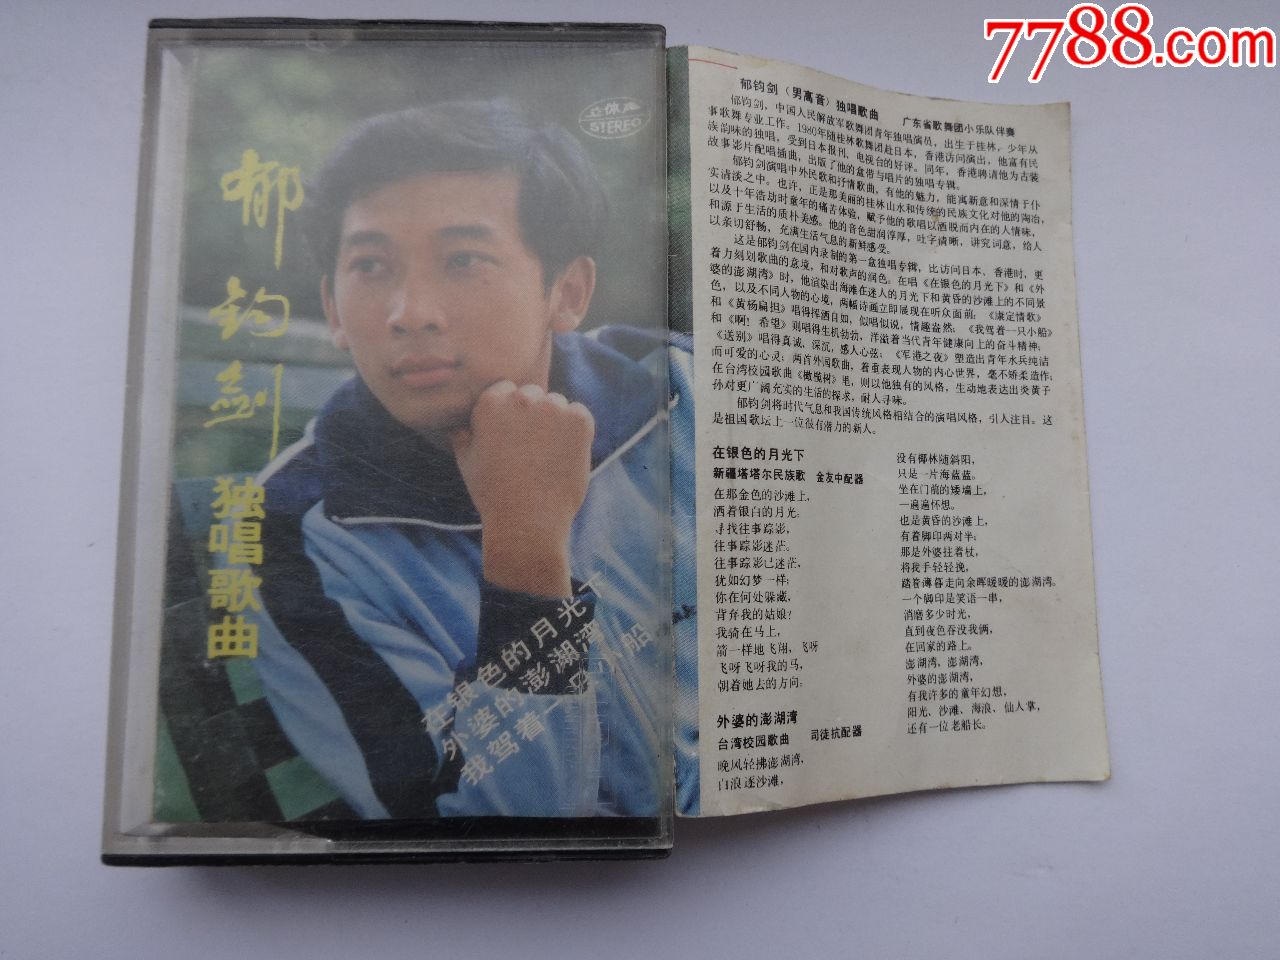 7788.com
立体声
STEREO
郁钧剑
独唱歌曲
在银色的月光下
外婆的澎湖湾
我驾着一只小船
郁钧剑（男高音）独唱歌曲
广东省歌舞团小乐队伴奏
郁钧剑，中国人民解放军歌舞团青年独唱演员，出生于桂林，少年从
事歌舞专业工作。1980年随桂林歌舞团赴日本，香港访问演出，他富有民
族韵味的独唱，受到日本报刊、电视台的好评。同年，香港聘请他为古装
故事影片配唱插曲，出版了他的盒带与唱片的独唱专辑。
郁钧剑演唱中外民歌和抒情歌曲，有他的魅力，能寓新意和深情于仆
实清淡之中。也许，正是那美丽的桂林山水和传统的民族文化对他的陶冶，
以及十年浩劫时童年的痛苦体验，赋予他的歌唱以洒脱而内在的人情味，
和源于生活的质朴美感。他的音色甜润淳厚，吐字清晰，讲究词意，给人
以亲切舒畅、充满生活气息的新鲜感受。
这是郁钧剑在国内录制的第一盒独唱专辑，比访问日本、香港时，更
着力刻划歌曲的意境，和对歌声的润色。在唱《在银色的月光下》和《外
婆的澎湖湾》时，他渲染出海滩在迷人的月光下和黄昏的沙滩上的不同景
色，以及不同人物的心境，两幅诗画立即展现在听众面前；《康定情歌》
和《黄杨扁担》唱得挥洒自如，似唱似说，情趣盎然；《我驾着一只小船》
和《啊！希望》则唱得生机勃勃，洋溢着当代青年健康向上的奋斗精神；
《送别》唱得真诚、深沉，感人心弦；《军港之夜》塑造出青年水兵纯洁
而可爱的心灵；两首外国歌曲，着重表现人物的内心世界，毫不矫柔造作；
在台湾校园歌曲《橄榄树》里，则以他独有的风格，生动地表达出炎黄子
孙对更广阔充实的生活的探求，耐人寻味。
郁钧剑将时代气息和我国传统风格相结合的演唱风格，引人注目。这
是祖国歌坛上一位很有潜力的新人。
在银色的月光下
新疆塔塔尔民族歌 金友中配器
在那金色的沙滩上，
洒着银白的月光；
寻找往事踪影，
往事踪影迷茫。
往事踪影已迷茫，
犹如幻梦一样；
你在何处躲藏，
背弃我的姑娘？
我骑在马上，
箭一样地飞翔，飞呀
飞呀飞呀我的马，
朝着她去的方向；
外婆的澎湖湾
台湾校园歌曲 司徒抗配器
晚风轻拂澎湖湾，
白浪逐沙滩，
没有椰林随斜阳，
只是一片海蓝蓝。
坐在门前的矮墙上，
一遍遍怀想。
也是黄昏的沙滩上，
有着脚印两对半；
那是外婆拄着杖，
将我手轻轻挽，
踏着薄暮走向余晖暖暖的澎湖湾。
一个脚印是笑语一串，
消磨多少时光，
直到夜色吞没我俩，
在回家的路上。
澎湖湾，澎湖湾，
外婆的澎湖湾，
有我许多的童年幻想，
阳光、沙滩、海浪、仙人掌，
还有一位老船长。